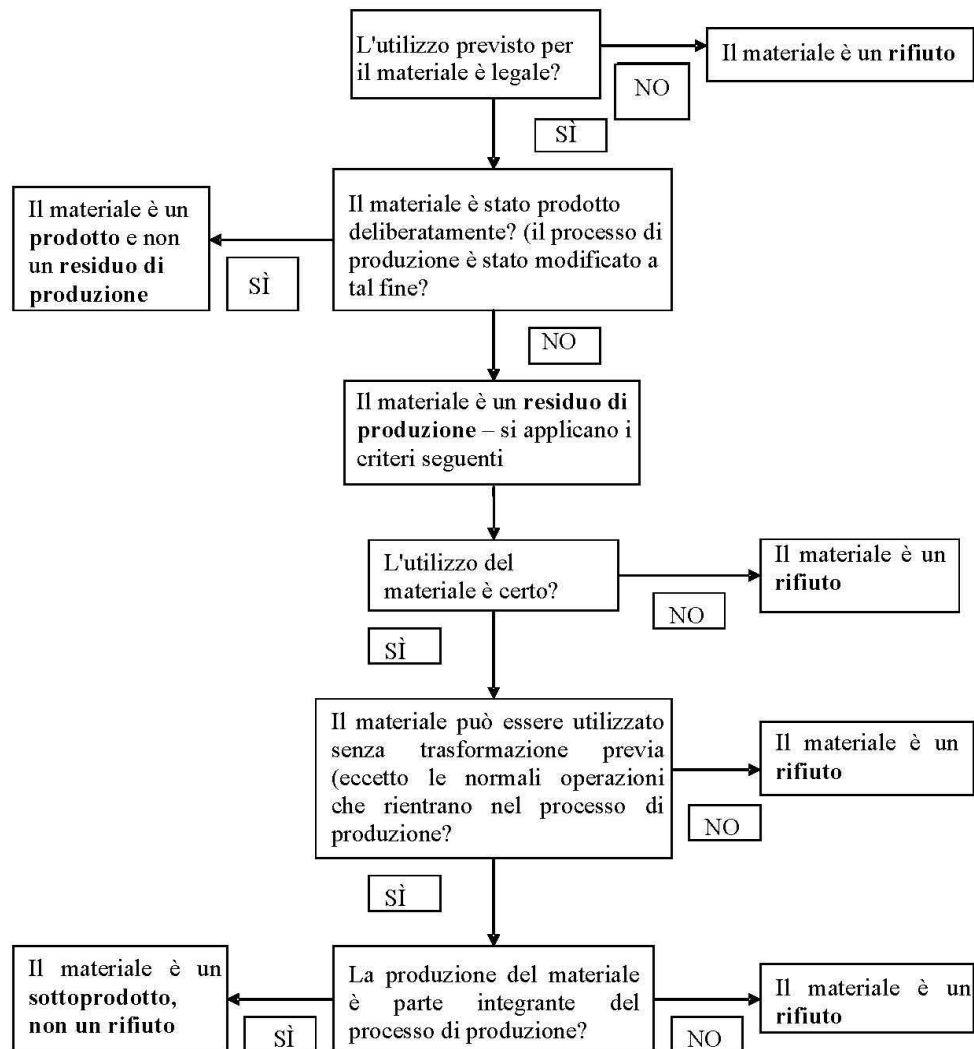 L'utilizzo previsto per
il materiale è legale?
Il materiale è un rifiuto
NO
SÌ
Il materiale è un
prodotto e non
un residuo di
produzione
SÌ
Il materiale è stato prodotto
deliberatamente? (il processo di
produzione è stato modificato a
tal fine?
NO
Il materiale è un residuo di
produzione – si applicano i
criteri seguenti
L'utilizzo del
materiale è certo?
Il materiale è un
rifiuto
NO
SÌ
Il materiale può essere utilizzato
senza trasformazione previa
(eccetto le normali operazioni
che rientrano nel processo di
produzione?
Il materiale è un
rifiuto
NO
SÌ
Il materiale è un
sottoprodotto,
non un rifiuto
SÌ
La produzione del materiale
è parte integrante del
processo di produzione?
NO
Il materiale è un
rifiuto